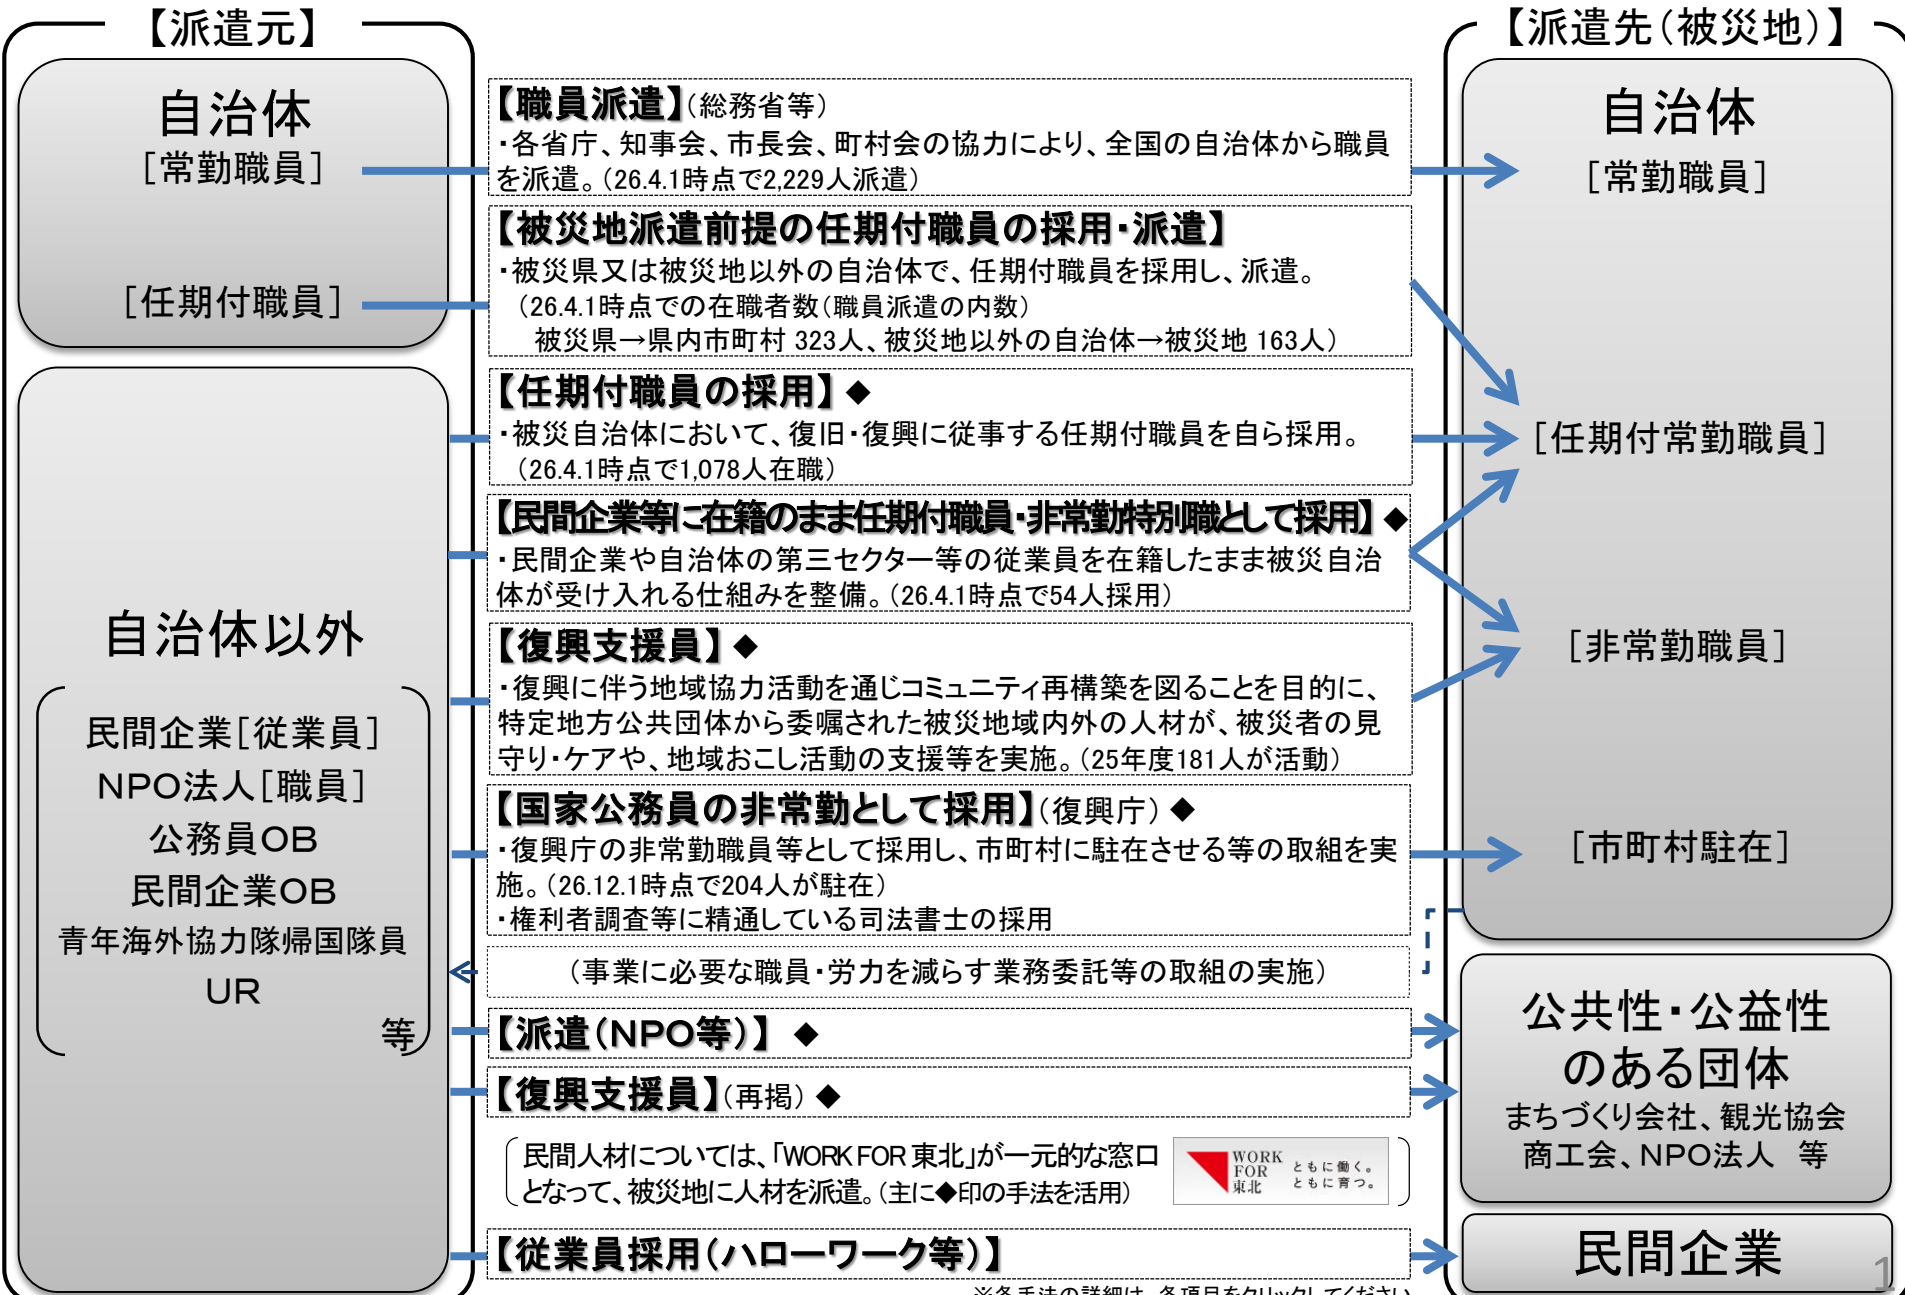 【派遣元】
自治体
[常勤職員]
[任期付職員]
自治体以外
民間企業[従業員]
NPO法人[職員]
公務員OB
民間企業OB
青年海外協力隊帰国隊員
UR
等
【職員派遣】(総務省等)
・各省庁、知事会、市長会、町村会の協力により、全国の自治体から職員
を派遣。(26.4.1時点で2,229人派遣)
【被災地派遣前提の任期付職員の採用・派遣】
・被災県又は被災地以外の自治体で、任期付職員を採用し、派遣。
(26.4.1時点での在職者数(職員派遣の内数)
被災県→県内市町村 323人、被災地以外の自治体→被災地 163人)
【任期付職員の採用】◆
・被災自治体において、復旧・復興に従事する任期付職員を自ら採用。
(26.4.1時点で1,078人在職)
【民間企業等に在籍のまま任期付職員・非常勤特別職として採用】◆
・民間企業や自治体の第三セクター等の従業員を在籍したまま被災自治
体が受け入れる仕組みを整備。(26.4.1時点で54人採用)
【復興支援員】◆
・復興に伴う地域協力活動を通じコミュニティ再構築を図ることを目的に、
特定地方公共団体から委嘱された被災地域内外の人材が、被災者の見
守り・ケアや、地域おこし活動の支援等を実施。(25年度181人が活動)
【国家公務員の非常勤として採用】(復興庁)◆
・復興庁の非常勤職員等として採用し、市町村に駐在させる等の取組を実
施。(26.12.1時点で204人が駐在)
・権利者調査等に精通している司法書士の採用
(事業に必要な職員・労力を減らす業務委託等の取組の実施)
【派遣(NPO等)】 ◆
【復興支援員】(再掲)◆
民間人材については、「WORK FOR 東北」が一元的な窓口
となって、被災地に人材を派遣。(主に◆印の手法を活用)
WORK
FOR
東北
ともに働く。
ともに育つ。
【従業員採用(ハローワーク等)】
※各手法の詳細は、各項目をクリックしてください
【派遣先(被災地)】
自治体
[常勤職員]
[任期付常勤職員]
[非常勤職員]
[市町村駐在]
公共性・公益性
のある団体
まちづくり会社、観光協会
商工会、NPO法人 等
民間企業
1